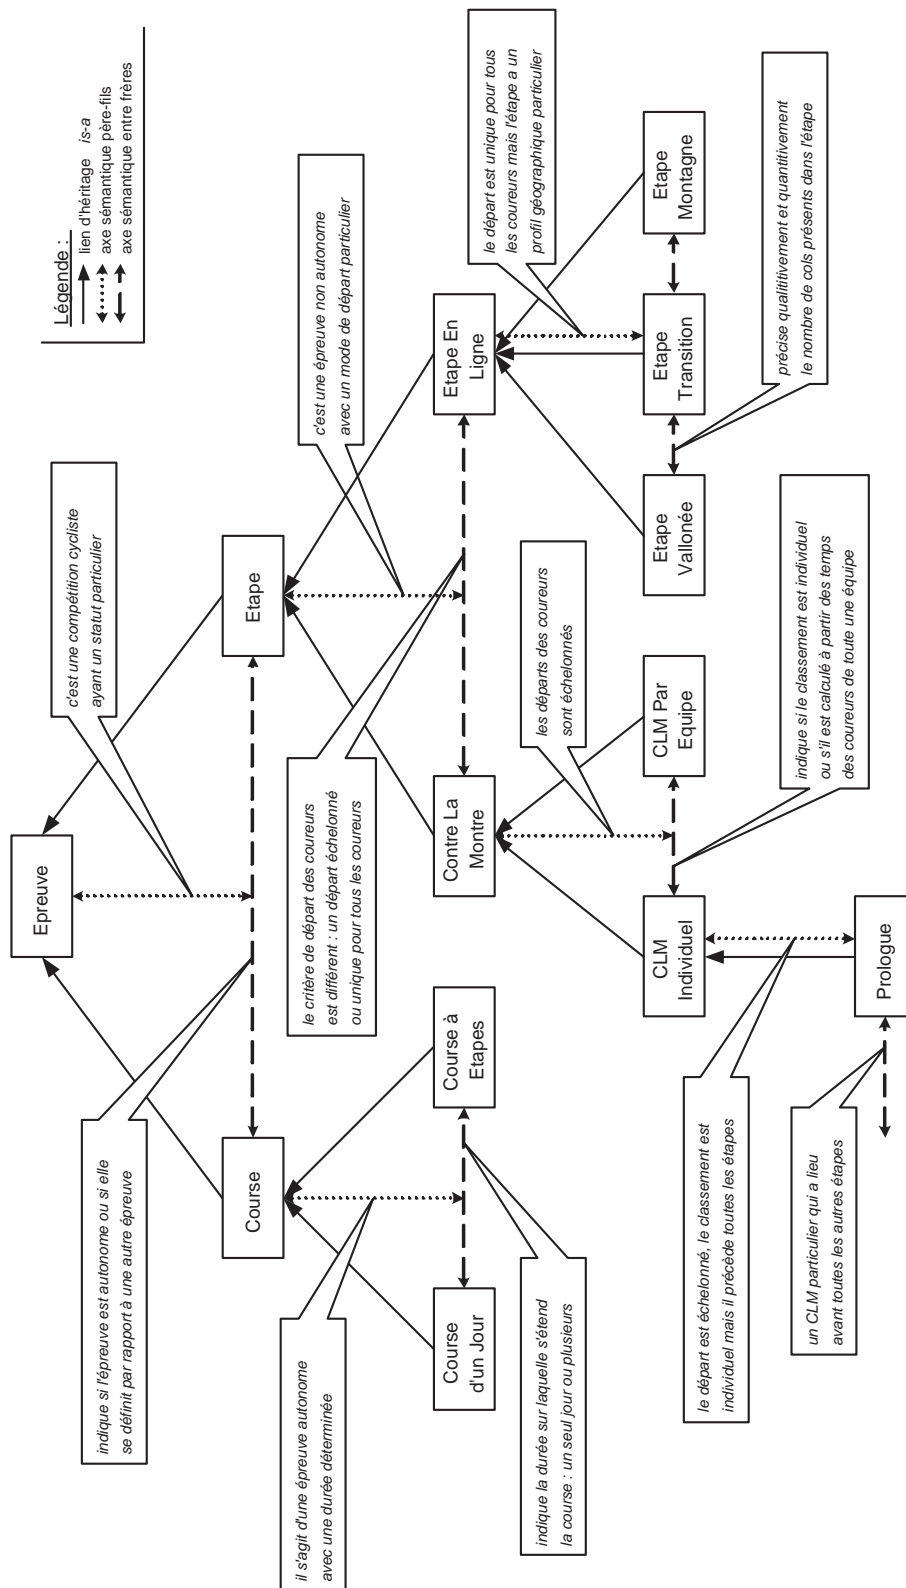 Légende :
lien d'héritage is-a
axe sémantique père-fils
axe sémantique entre frères
c'est une compétition cycliste
ayant un statut particulier
Epreuve
indique si l'épreuve est autonome ou si elle
se définit par rapport à une autre épreuve
Course
Etape
il s'agit d'une épreuve autonome
avec une durée déterminée
le critère de départ des coureurs
est différent : un départ échelonné
ou unique pour tous les coureurs
c'est une épreuve non autonome
avec un mode de départ particulier
le départ est unique pour tous
les coureurs mais l'étape a un
profil géographique particulier
Course
d'un Jour
Course à
Etapes
Contre La
Montre
Etape En
Ligne
indique la durée sur laquelle s'étend
la course : un seul jour ou plusieurs
les départs des coureurs
sont échelonnés
CLM
Individuel
CLM Par
Equipe
Etape
Vallonée
Etape
Transition
Etape
Montagne
le départ est échelonné, le classement est
individuel mais il précède toutes les étapes
indique si le classement est individuel
ou s'il est calculé à partir des temps
des coureurs de toute une équipe
précise qualititivement et quantitivement
le nombre de cols présents dans l'étape
un CLM particulier qui a lieu
avant toutes les autres étapes
Prologue